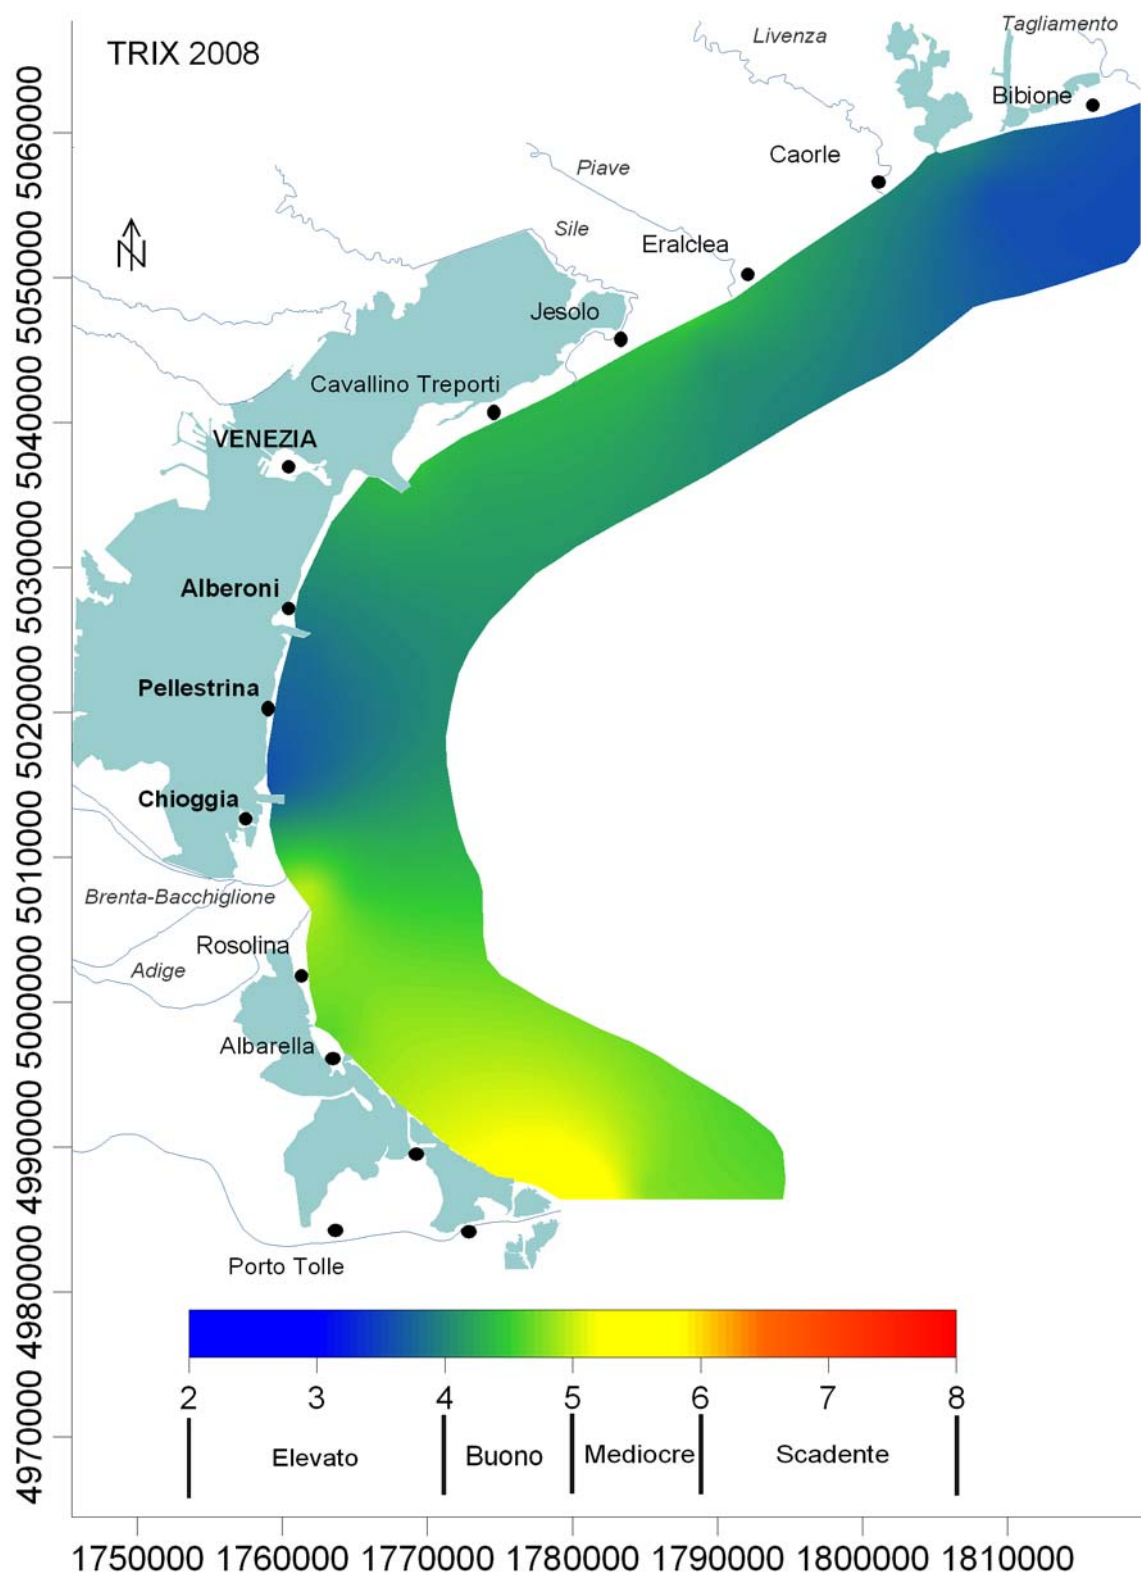 TRIX 2008
Tagliamento
Livenza
Bibione
Caorle
Piave
Sile
Eralclea
Jesolo
Cavallino Treporti
VENEZIA
N
Alberoni
Pellestrina
Chioggia
Brenta-Bacchiglione
Rosolina
Adige
Albarella
Porto Tolle
5060000
5050000
5040000
5030000
5020000
5010000
5000000
4990000
4980000
4970000
2 3 4 5 6 7 8
Elevato Buono Mediocre Scadente
1750000 1760000 1770000 1780000 1790000 1800000 1810000